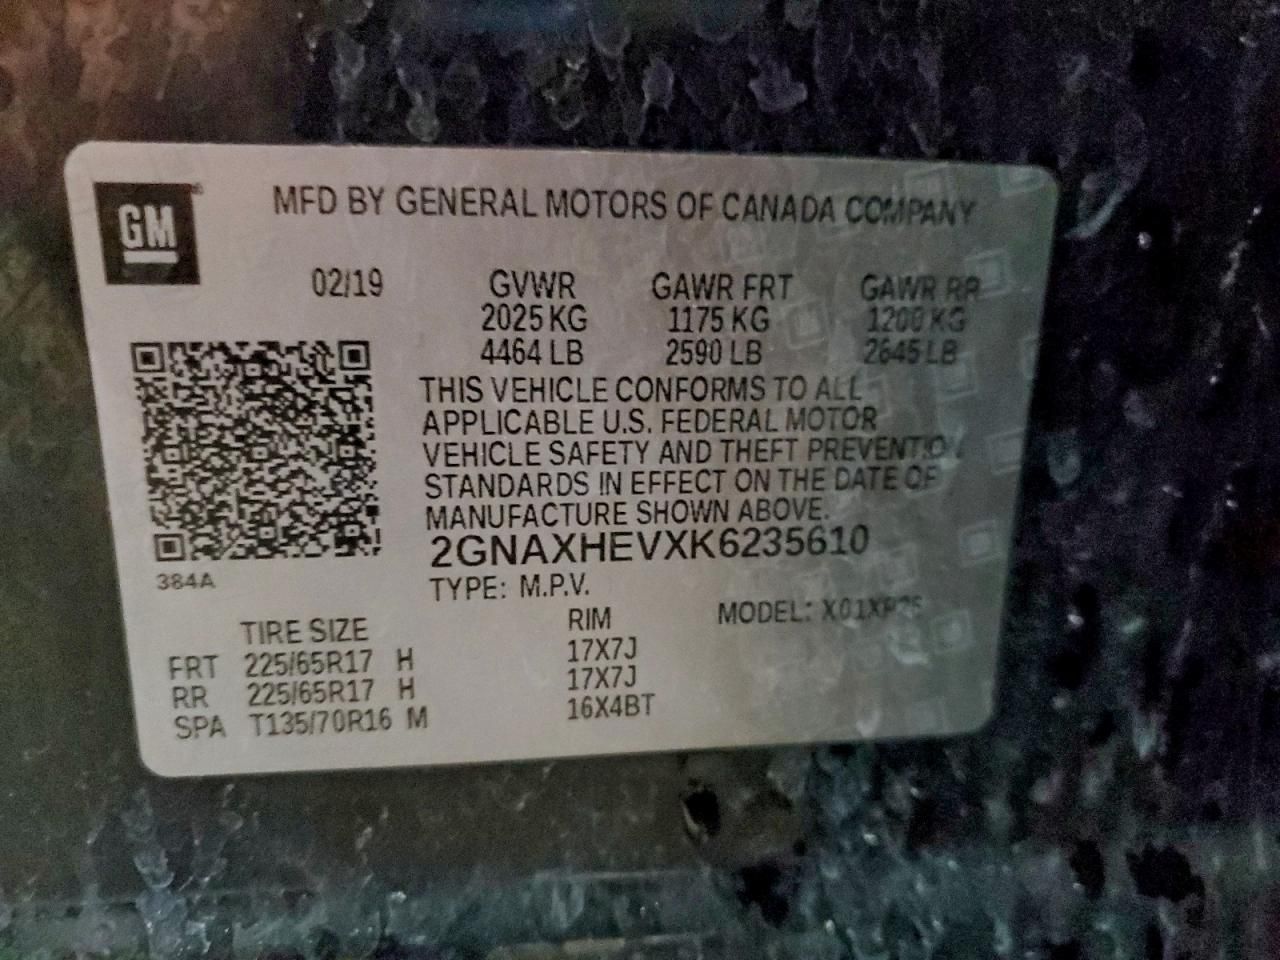 GM
MFD BY GENERAL MOTORS OF CANADA COMPANY
02/19 GVWR GAWR FRT GAWR RR
2025 KG 1175 KG 1200 KG
4464 LB 2590 LB 2645 LB
THIS VEHICLE CONFORMS TO ALL
APPLICABLE U.S. FEDERAL MOTOR
VEHICLE SAFETY AND THEFT PREVENTION
STANDARDS IN EFFECT ON THE DATE OF
MANUFACTURE SHOWN ABOVE.
2GNAXHEVXK6235610
384A
TYPE: M.P.V.
TIRE SIZE RIM MODEL:
FRT 225/65R17 H 17X7J
RR 225/65R17 H 17X7J
SPA T135/70R16 M 16X4BT